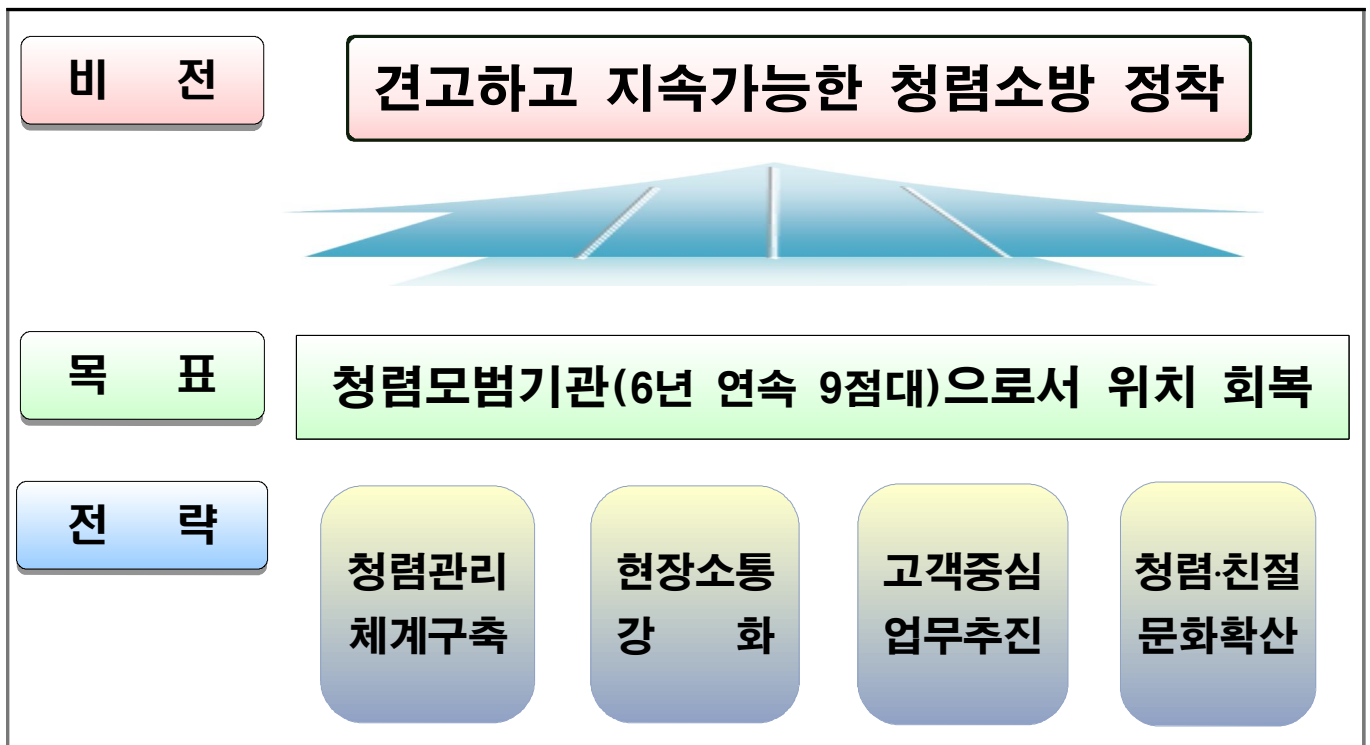 비 전
견고하고 지속가능한 청렴소방 정착
목 표
청렴모범기관(6년 연속 9점대)으로서 위치 회복
전 략
청렴관리
체계구축
현장소통
강 화
고객중심
업무추진
청렴·친절
문화확산